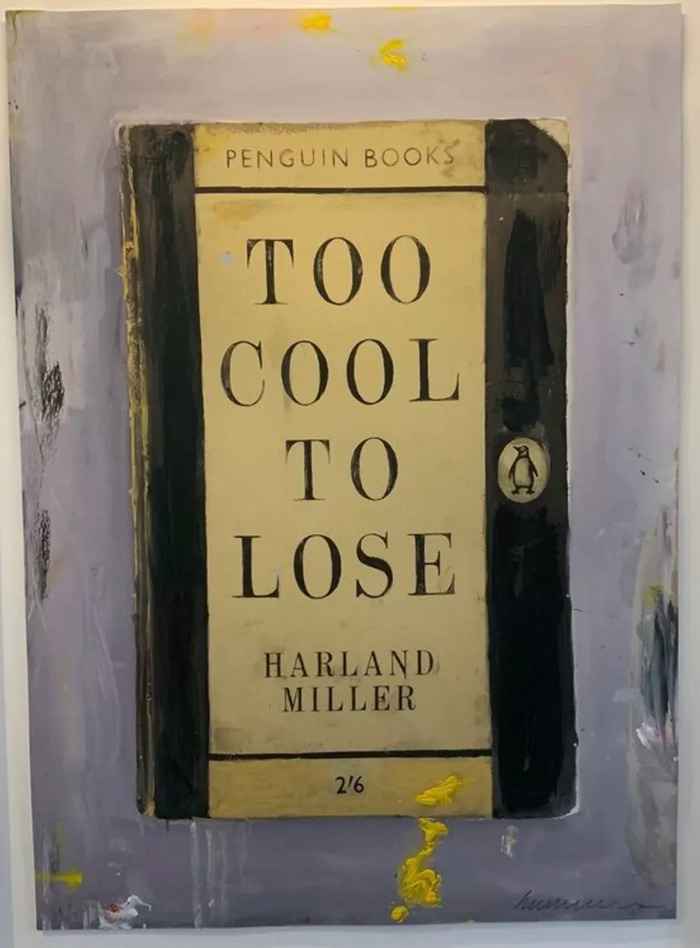 PENGUIN BOOKS
TOO
COOL
TO
LOSE
HARLAND
MILLER
2/6